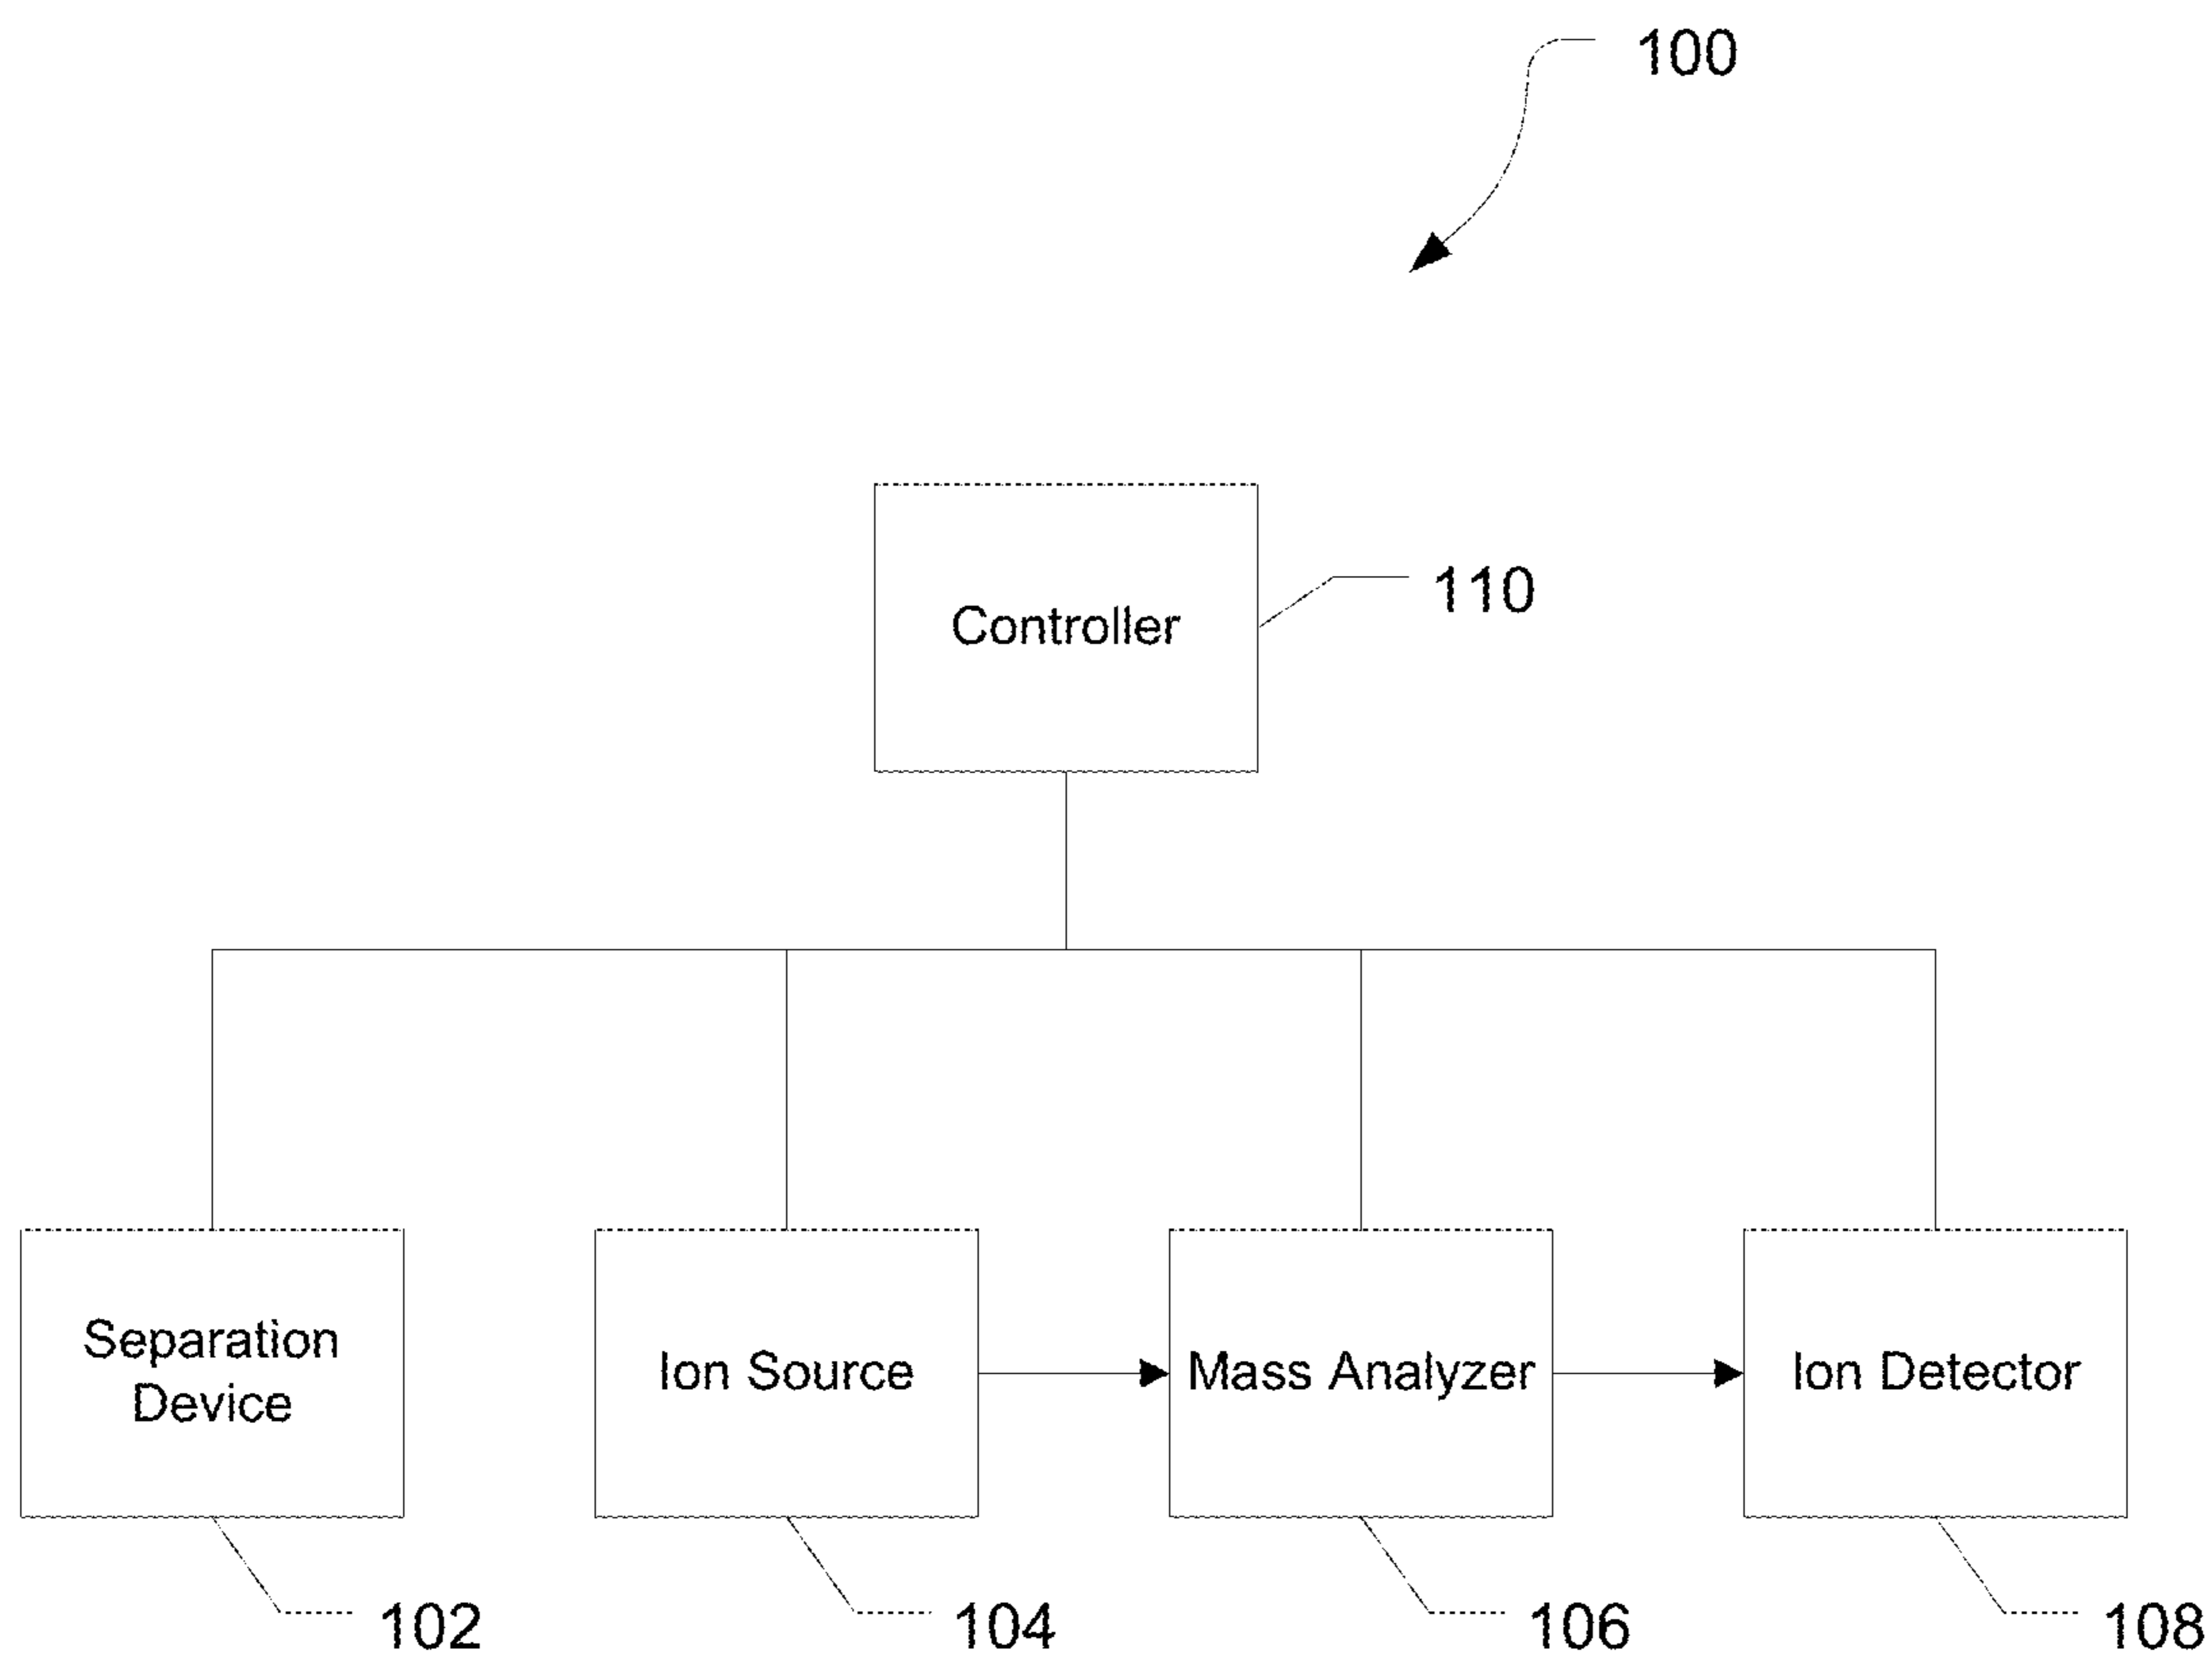 100
Controller
110
Separation
Device
Ion Source
Mass Analyzer
Ion Detector
102
104
106
108